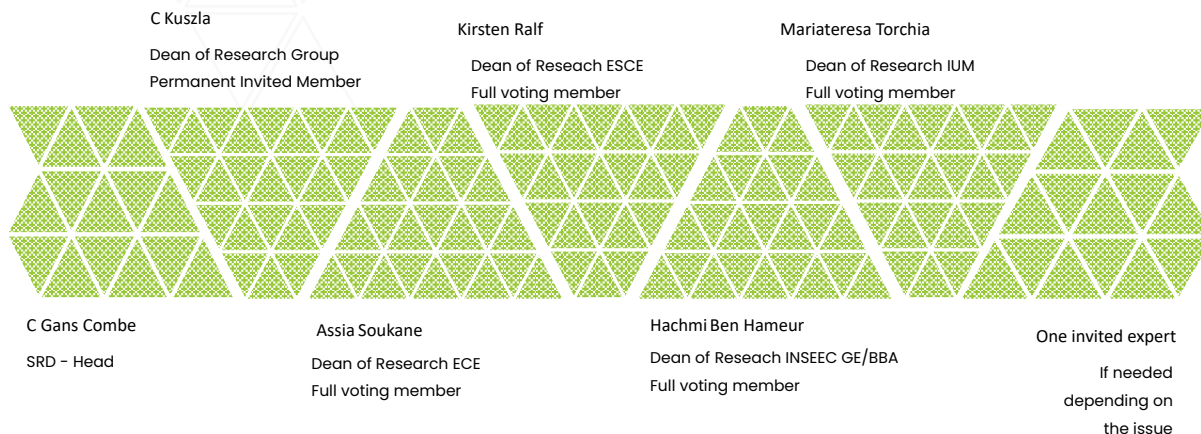 C Kuszla
Dean of Research Group
Permanent Invited Member
Kirsten Ralf
Dean of Reseach ESCE
Full voting member
Mariateresa Torchia
Dean of Research IUM
Full voting member
C Gans Combe
SRD - Head
Assia Soukane
Dean of Research ECE
Full voting member
Hachmi Ben Hameur
Dean of Reseach INSEEC GE/BBA
Full voting member
One invited expert
If needed
depending on
the issue